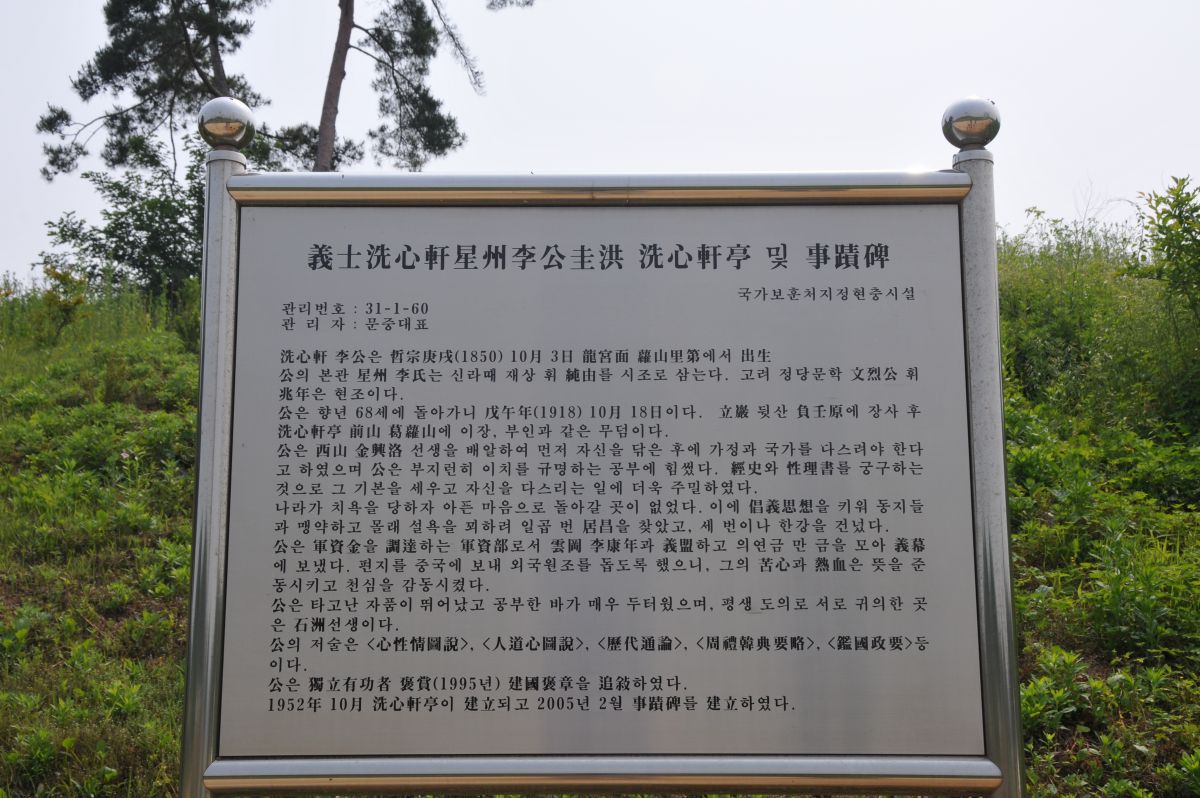 義士洗心軒星州李公圭洪 洗心軒亭 및 事蹟碑
국가보훈처지정현충시설
관리번호 : 31-1-60
관 리 자 : 문중대표
洗心軒 李公은 哲宗庚戌(1850) 10月 3日 龍宮面 蘿山里第에서 出生
公의 본관 星州 李氏는 신라때 재상 휘 純由를 시조로 삼는다. 고려 정당문학 文烈公 휘
兆年은 현조이다.
公은 향년 68세에 돌아가니 戊午年(1918) 10月 18日이다. 立巖 뒷산 負壬原에 장사 후
洗心軒亭 前山 葛蘿山에 이장, 부인과 같은 무덤이다.
公은 西山 金興洛 선생을 배알하여 먼저 자신을 닦은 후에 가정과 국가를 다스려야 한다
고 하였으며 公은 부지런히 이치를 규명하는 공부에 힘썼다. 經史와 性理書를 궁구하는
것으로 그 기본을 세우고 자신을 다스리는 일에 더욱 주밀하였다.
나라가 치욕을 당하자 아픈 마음으로 돌아갈 곳이 없었다. 이에 倡義思想을 키워 동지들
과 맹약하고 몰래 설욕을 꾀하려 일곱 번 居昌을 찾았고, 세 번이나 한강을 건넜다.
公은 軍資金을 調達하는 軍資部로서 雲岡 李康年과 義盟하고 의연금 만 금을 모아 義幕
에 보냈다. 편지를 중국에 보내 외국원조를 돕도록 했으니, 그의 苦心과 熱血은 뜻을 준
동시키고 천심을 감동시켰다.
公은 타고난 자품이 뛰어났고 공부한 바가 매우 두터웠으며, 평생 도의로 서로 귀의한 곳
은 石洲선생이다.
公의 저술은 <心性情圖說>, <人道心圖說>, <歷代通論>, <周禮韓典要略>, <鑑國政要>등
이다.
公은 獨立有功者 褒賞(1995년) 建國褒章을 追敍하였다.
1952年 10月 洗心軒亭이 建立되고 2005년 2월 事蹟碑를 建立하였다.